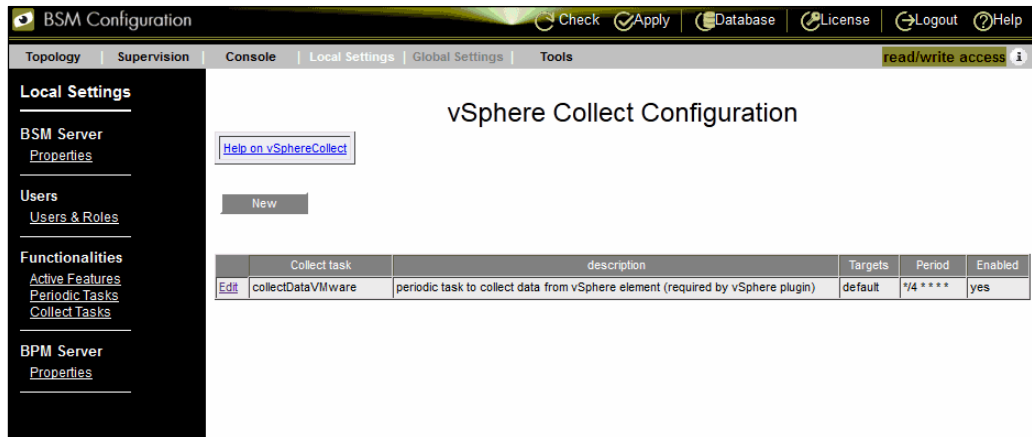 BSM Configuration
Check Apply Database License Logout Help
Topology Supervision Console Local Settings Global Settings Tools read/write access i
Local Settings
BSM Server
Properties
Users
Users & Roles
Functionalities
Active Features
Periodic Tasks
Collect Tasks
BPM Server
Properties
vSphere Collect Configuration
Help on vSphereCollect
New
Collect task description Targets Period Enabled
Edit collectDataVMware periodic task to collect data from vSphere element (required by vSphere plugin) default */4 * * * * yes